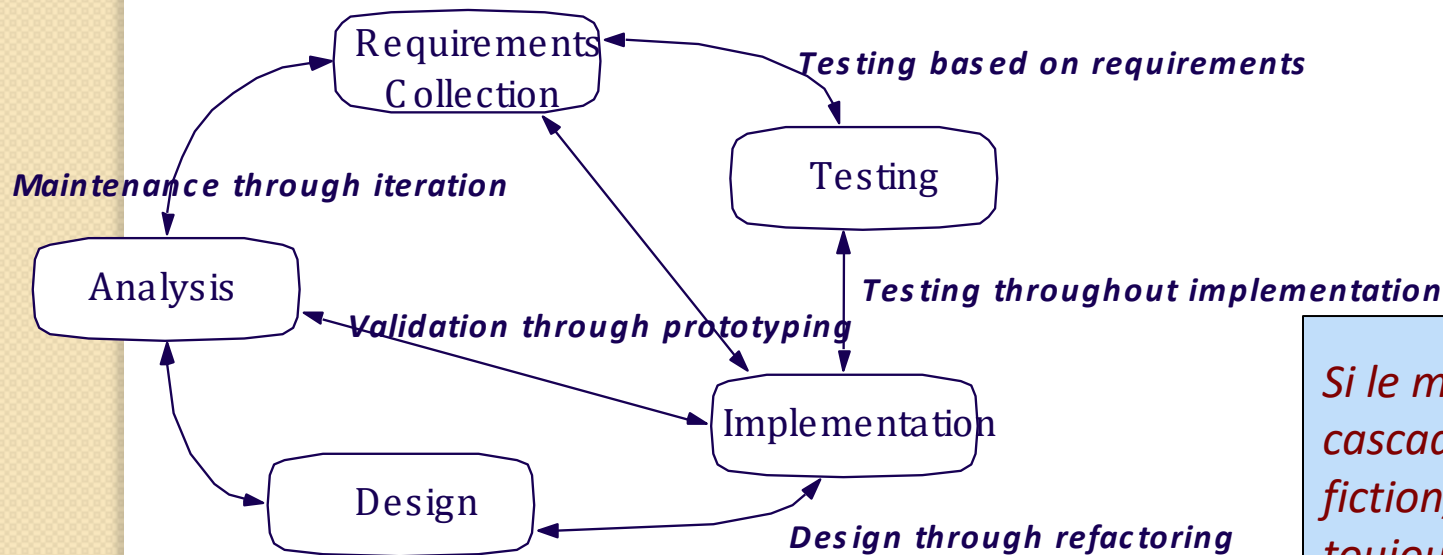 Requirements
Collection
Testing based on requirements
Testing
Maintenance through iteration
Analysis
Testing throughout implementation
Validation through prototyping
Implementation
Design
Design through refactoring
Si le m
cascad
fiction,
toujou